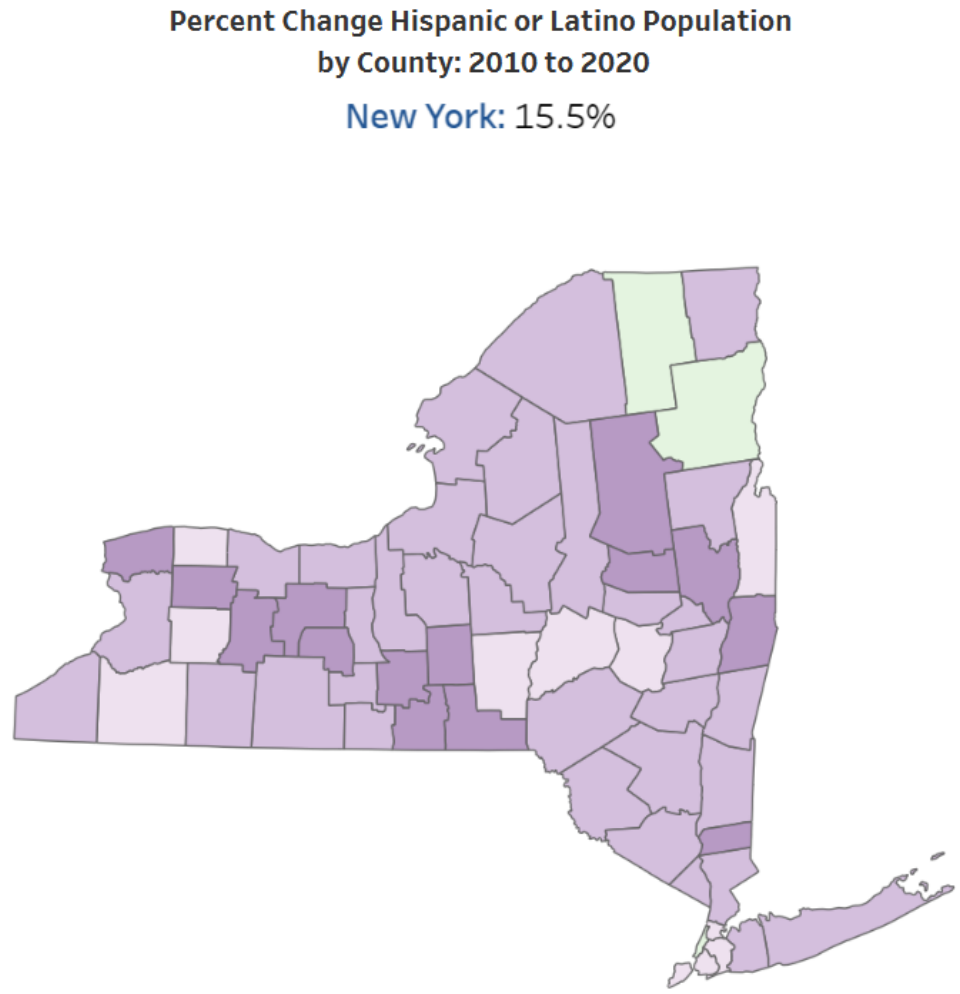 Percent Change Hispanic or Latino Population
by County: 2010 to 2020
New York: 15.5%